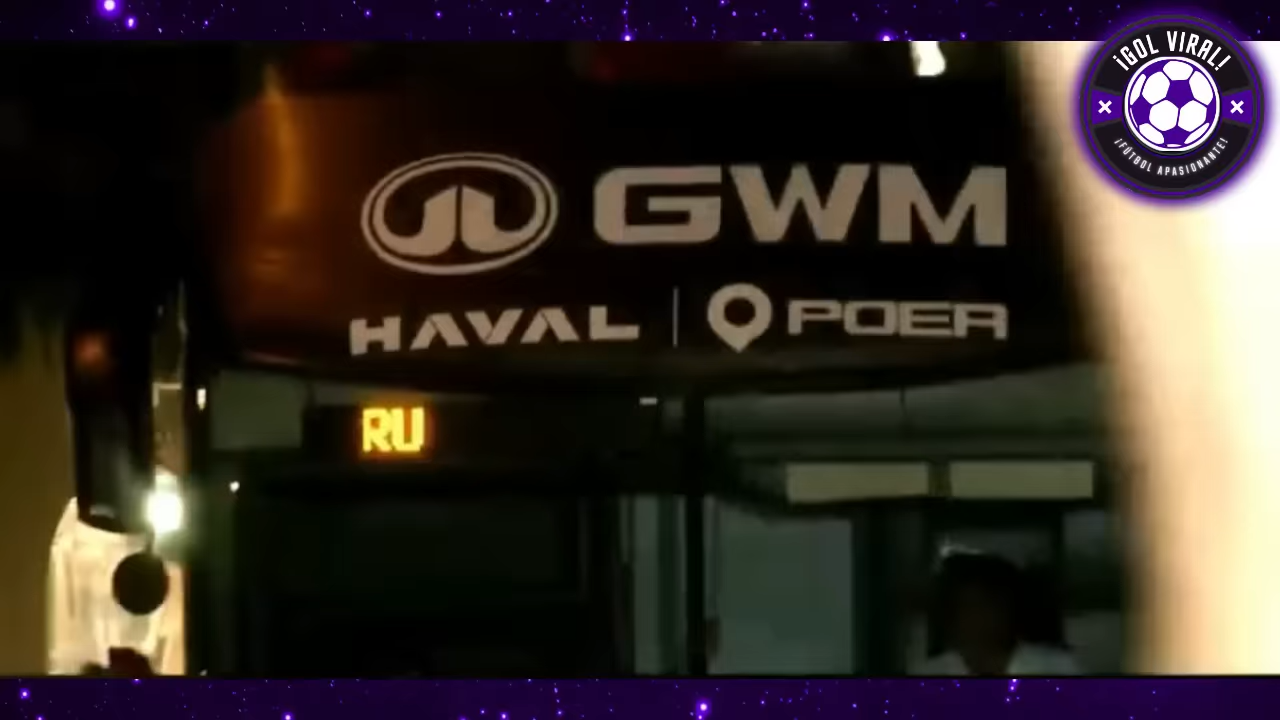 ¡GOL VIRAL!
¡FÚTBOL APASIONANTE!
GWM
HAVAL | POER
RU